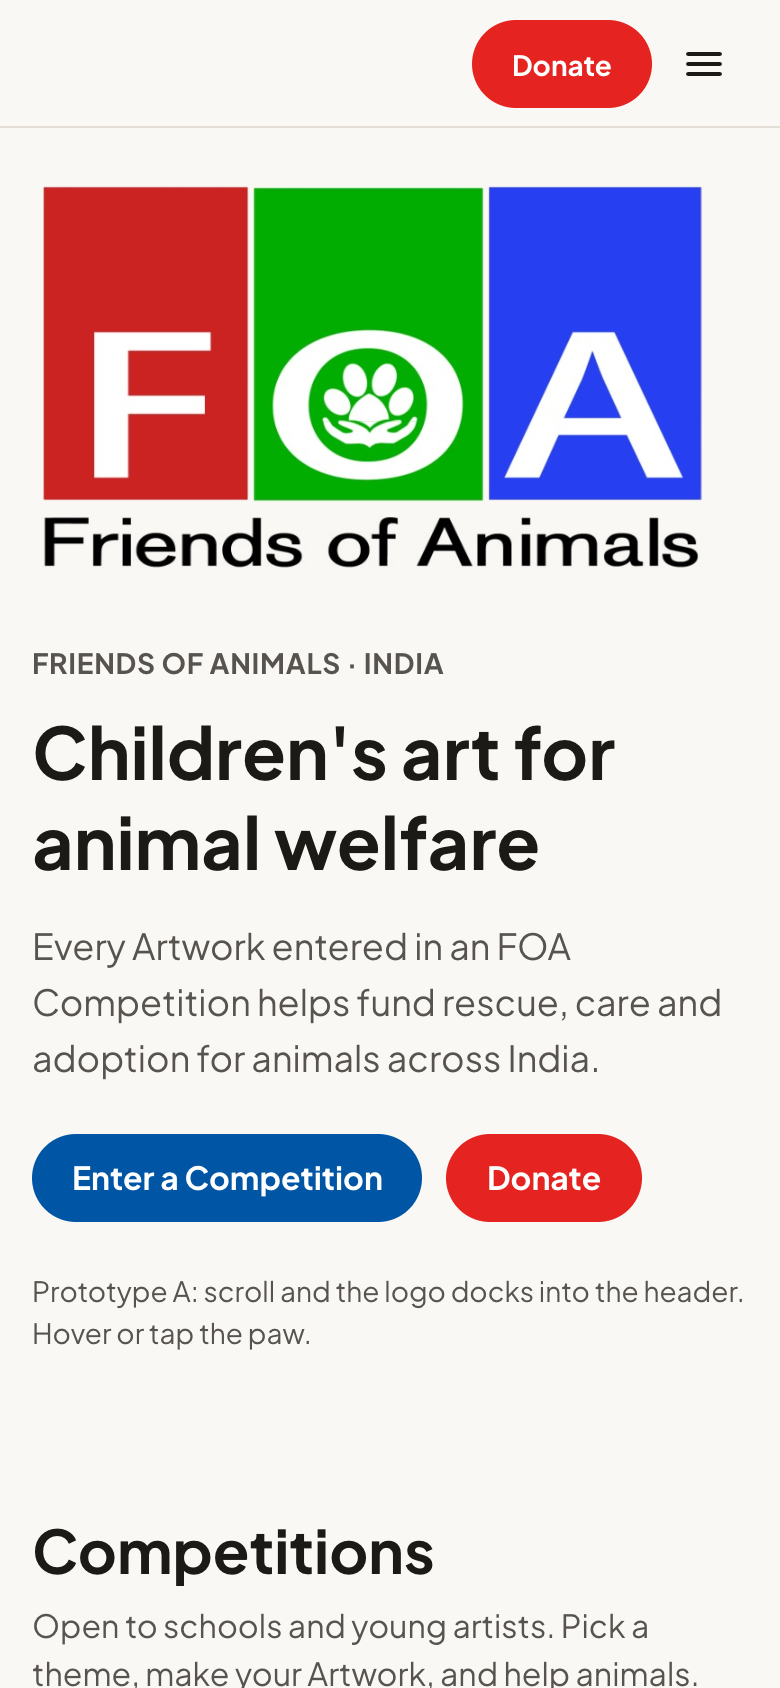 Donate
FOA
Friends of Animals
FRIENDS OF ANIMALS · INDIA
Children's art for
animal welfare
Every Artwork entered in an FOA
Competition helps fund rescue, care and
adoption for animals across India.
Enter a Competition
Donate
Prototype A: scroll and the logo docks into the header.
Hover or tap the paw.
Competitions
Open to schools and young artists. Pick a
theme, make your Artwork, and help animals.